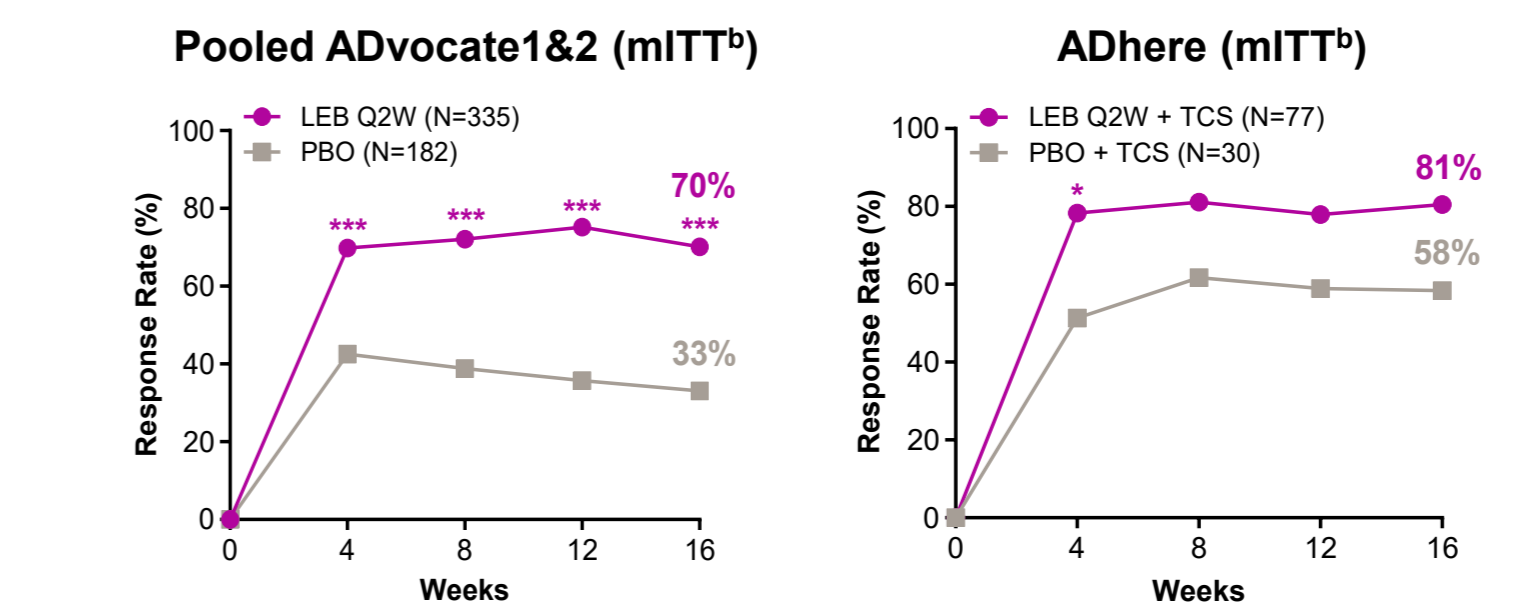 Pooled ADvocate1&2 (mITTᵇ)
LEB Q2W (N=335)
PBO (N=182)
Response Rate (%)
100
80
60
40
20
0
70%
***
***
***
***
33%
0 4 8 12 16
Weeks
ADhere (mITTᵇ)
LEB Q2W + TCS (N=77)
PBO + TCS (N=30)
Response Rate (%)
100
80
60
40
20
0
81%
*
58%
0 4 8 12 16
Weeks